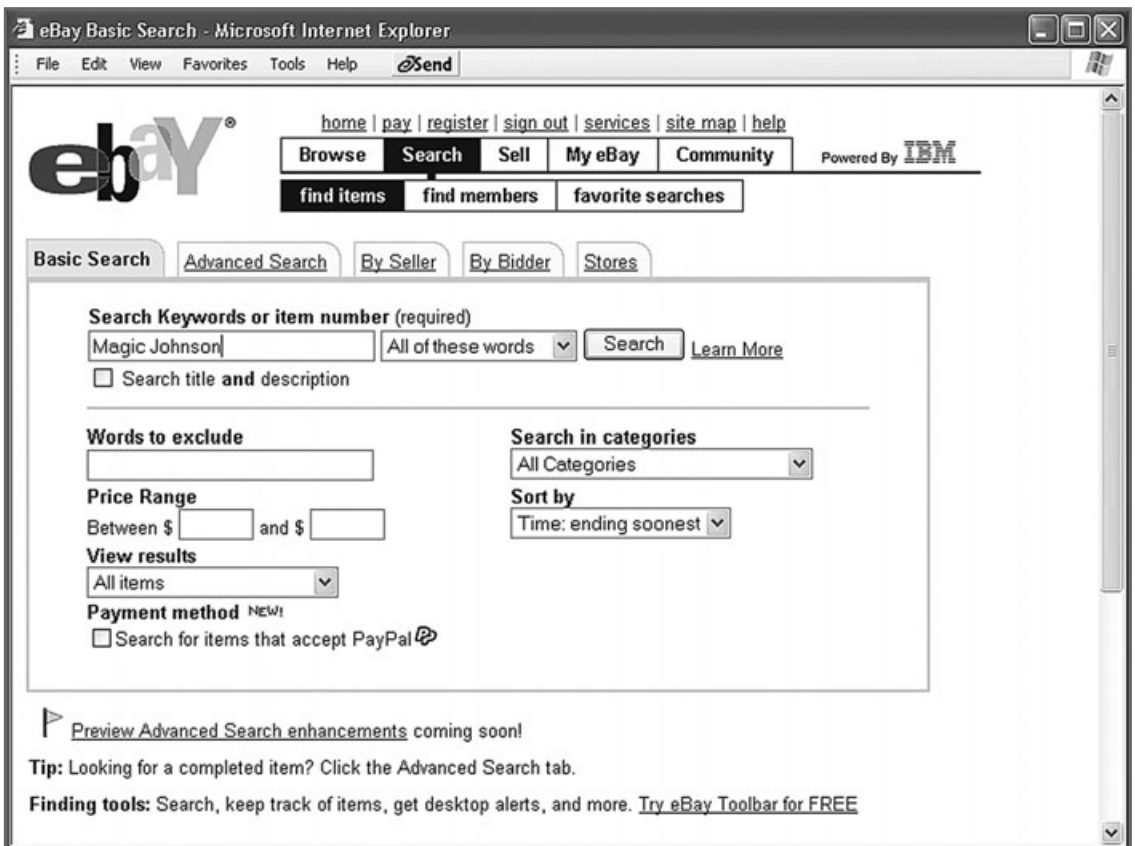 eBay Basic Search - Microsoft Internet Explorer
File Edit View Favorites Tools Help Send
ebaY®
home | pay | register | sign out | services | site map | help
Browse Search Sell My eBay Community Powered By IBM
find items find members favorite searches
Basic Search Advanced Search By Seller By Bidder Stores
Search Keywords or item number (required)
Magic Johnson All of these words Search Learn More
Search title and description
Words to exclude Search in categories
All Categories
Price Range Sort by
Between $ and $ Time: ending soonest
View results
All items
Payment method NEW!
Search for items that accept PayPal
Preview Advanced Search enhancements coming soon!
Tip: Looking for a completed item? Click the Advanced Search tab.
Finding tools: Search, keep track of items, get desktop alerts, and more. Try eBay Toolbar for FREE